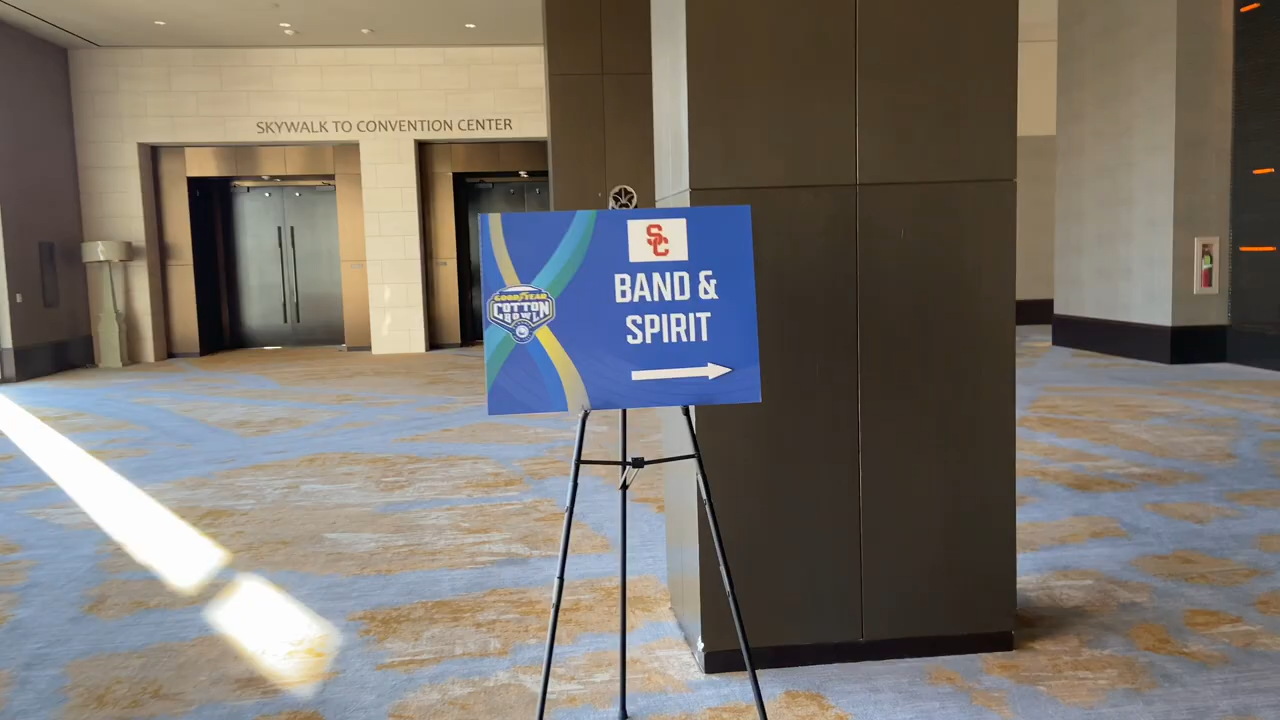 SKYWALK TO CONVENTION CENTER
SC
BAND &
SPIRIT
GOODYEAR
COTTON
BOWL